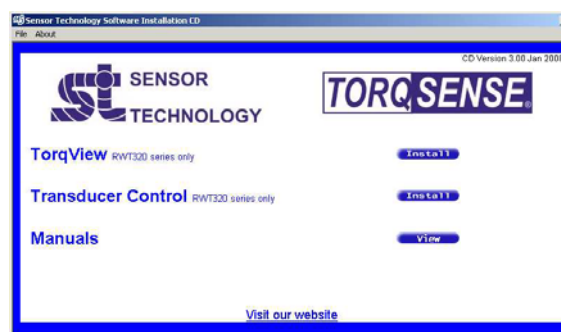 Sensor Technology Software Installation CD
File About
CD Version 3.00 Jan 2008
SENSOR
TECHNOLOGY
TORQSENSE
TorqView RWT320 series only
Install
Transducer Control RWT320 series only
Install
Manuals
View
Visit our website